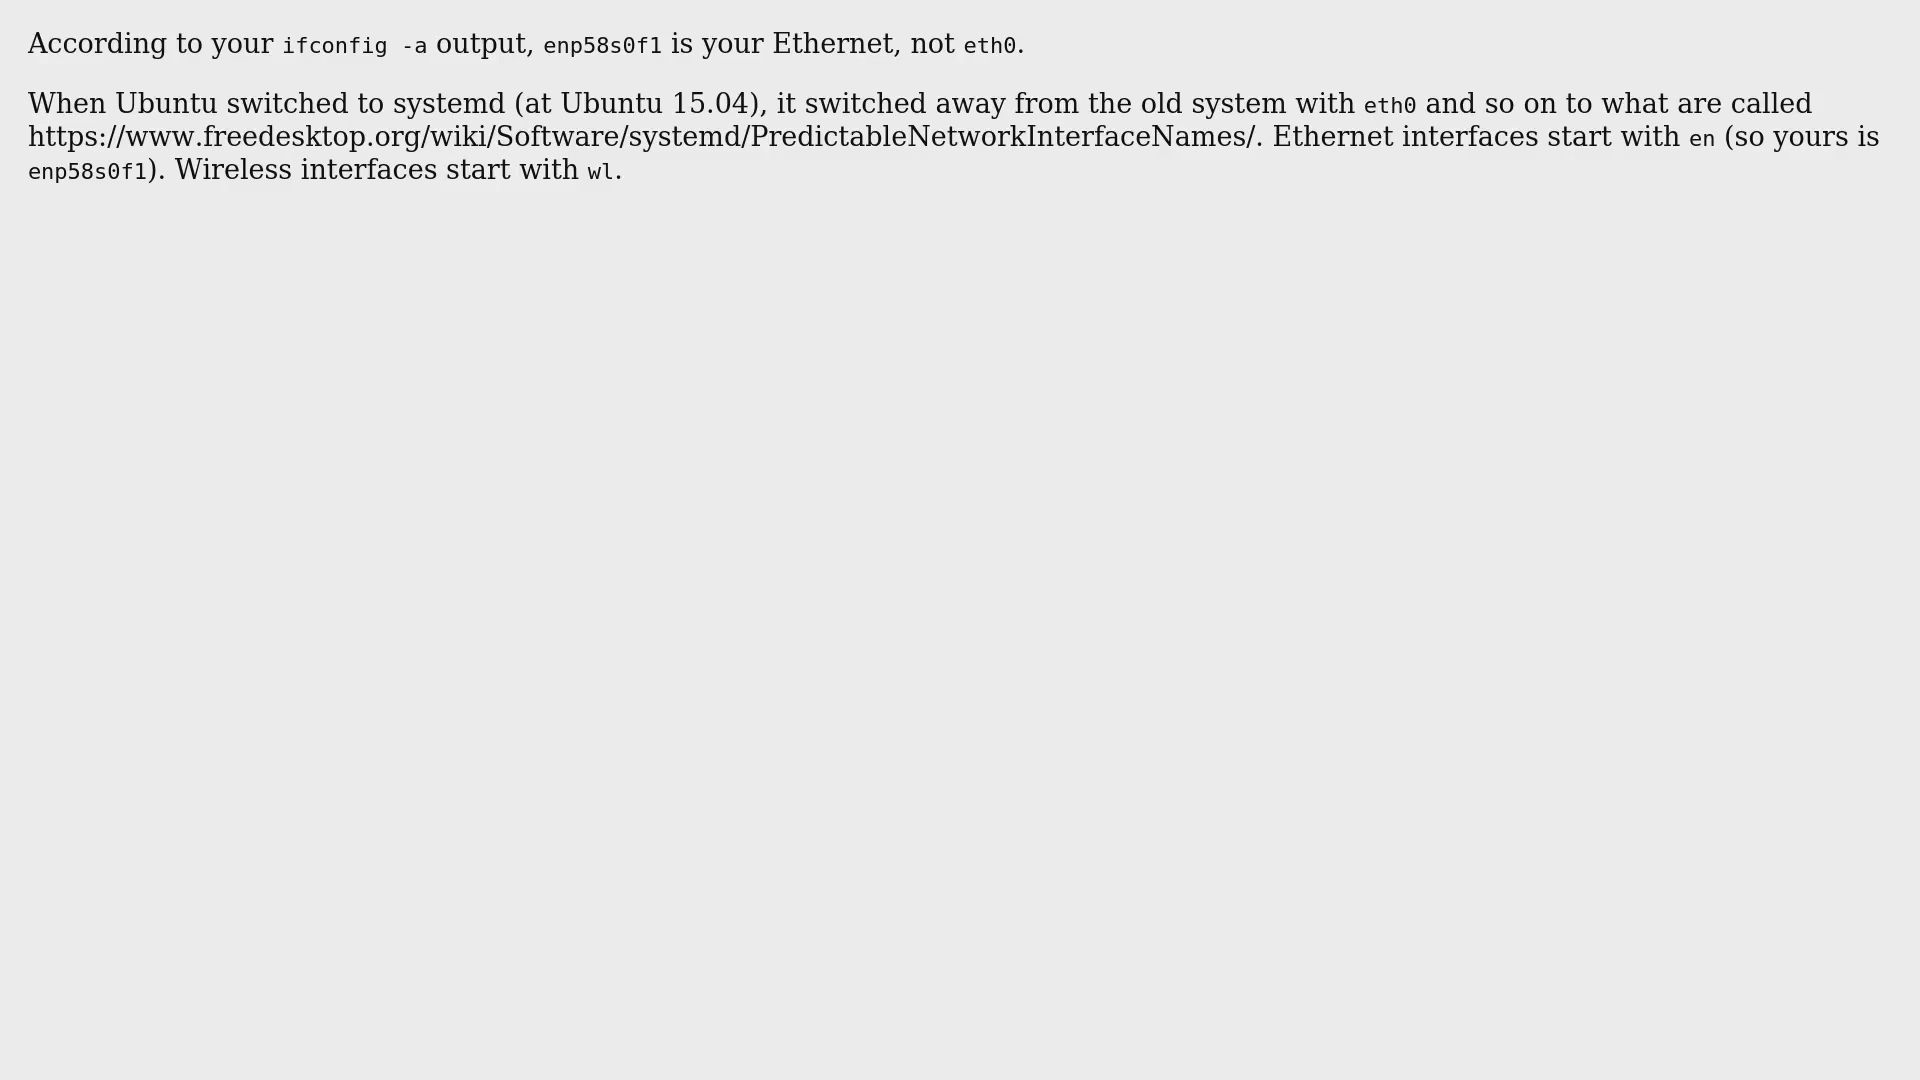 According to your ifconfig -a output, enp58s0f1 is your Ethernet, not eth0.
When Ubuntu switched to systemd (at Ubuntu 15.04), it switched away from the old system with eth0 and so on to what are called
https://www.freedesktop.org/wiki/Software/systemd/PredictableNetworkInterfaceNames/. Ethernet interfaces start with en (so yours is
enp58s0f1). Wireless interfaces start with wl.